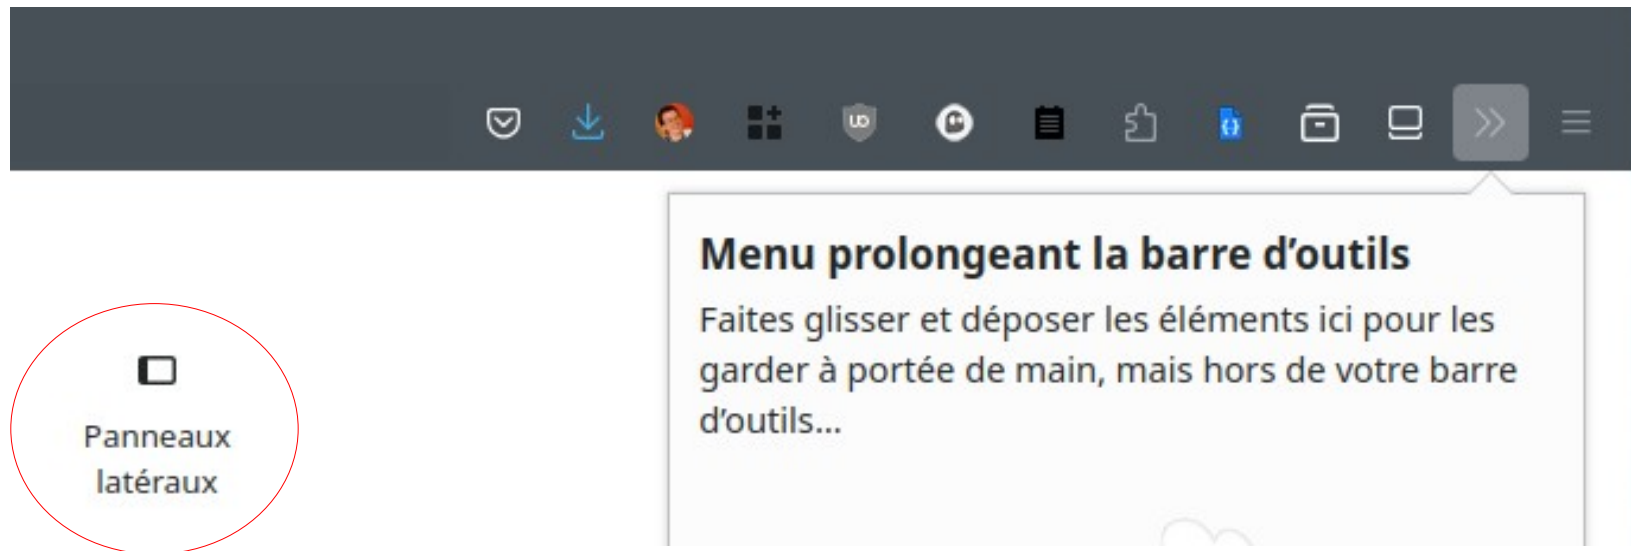 Menu prolongeant la barre d’outils
Faites glisser et déposer les éléments ici pour les
garder à portée de main, mais hors de votre barre
d’outils...
Panneaux
latéraux